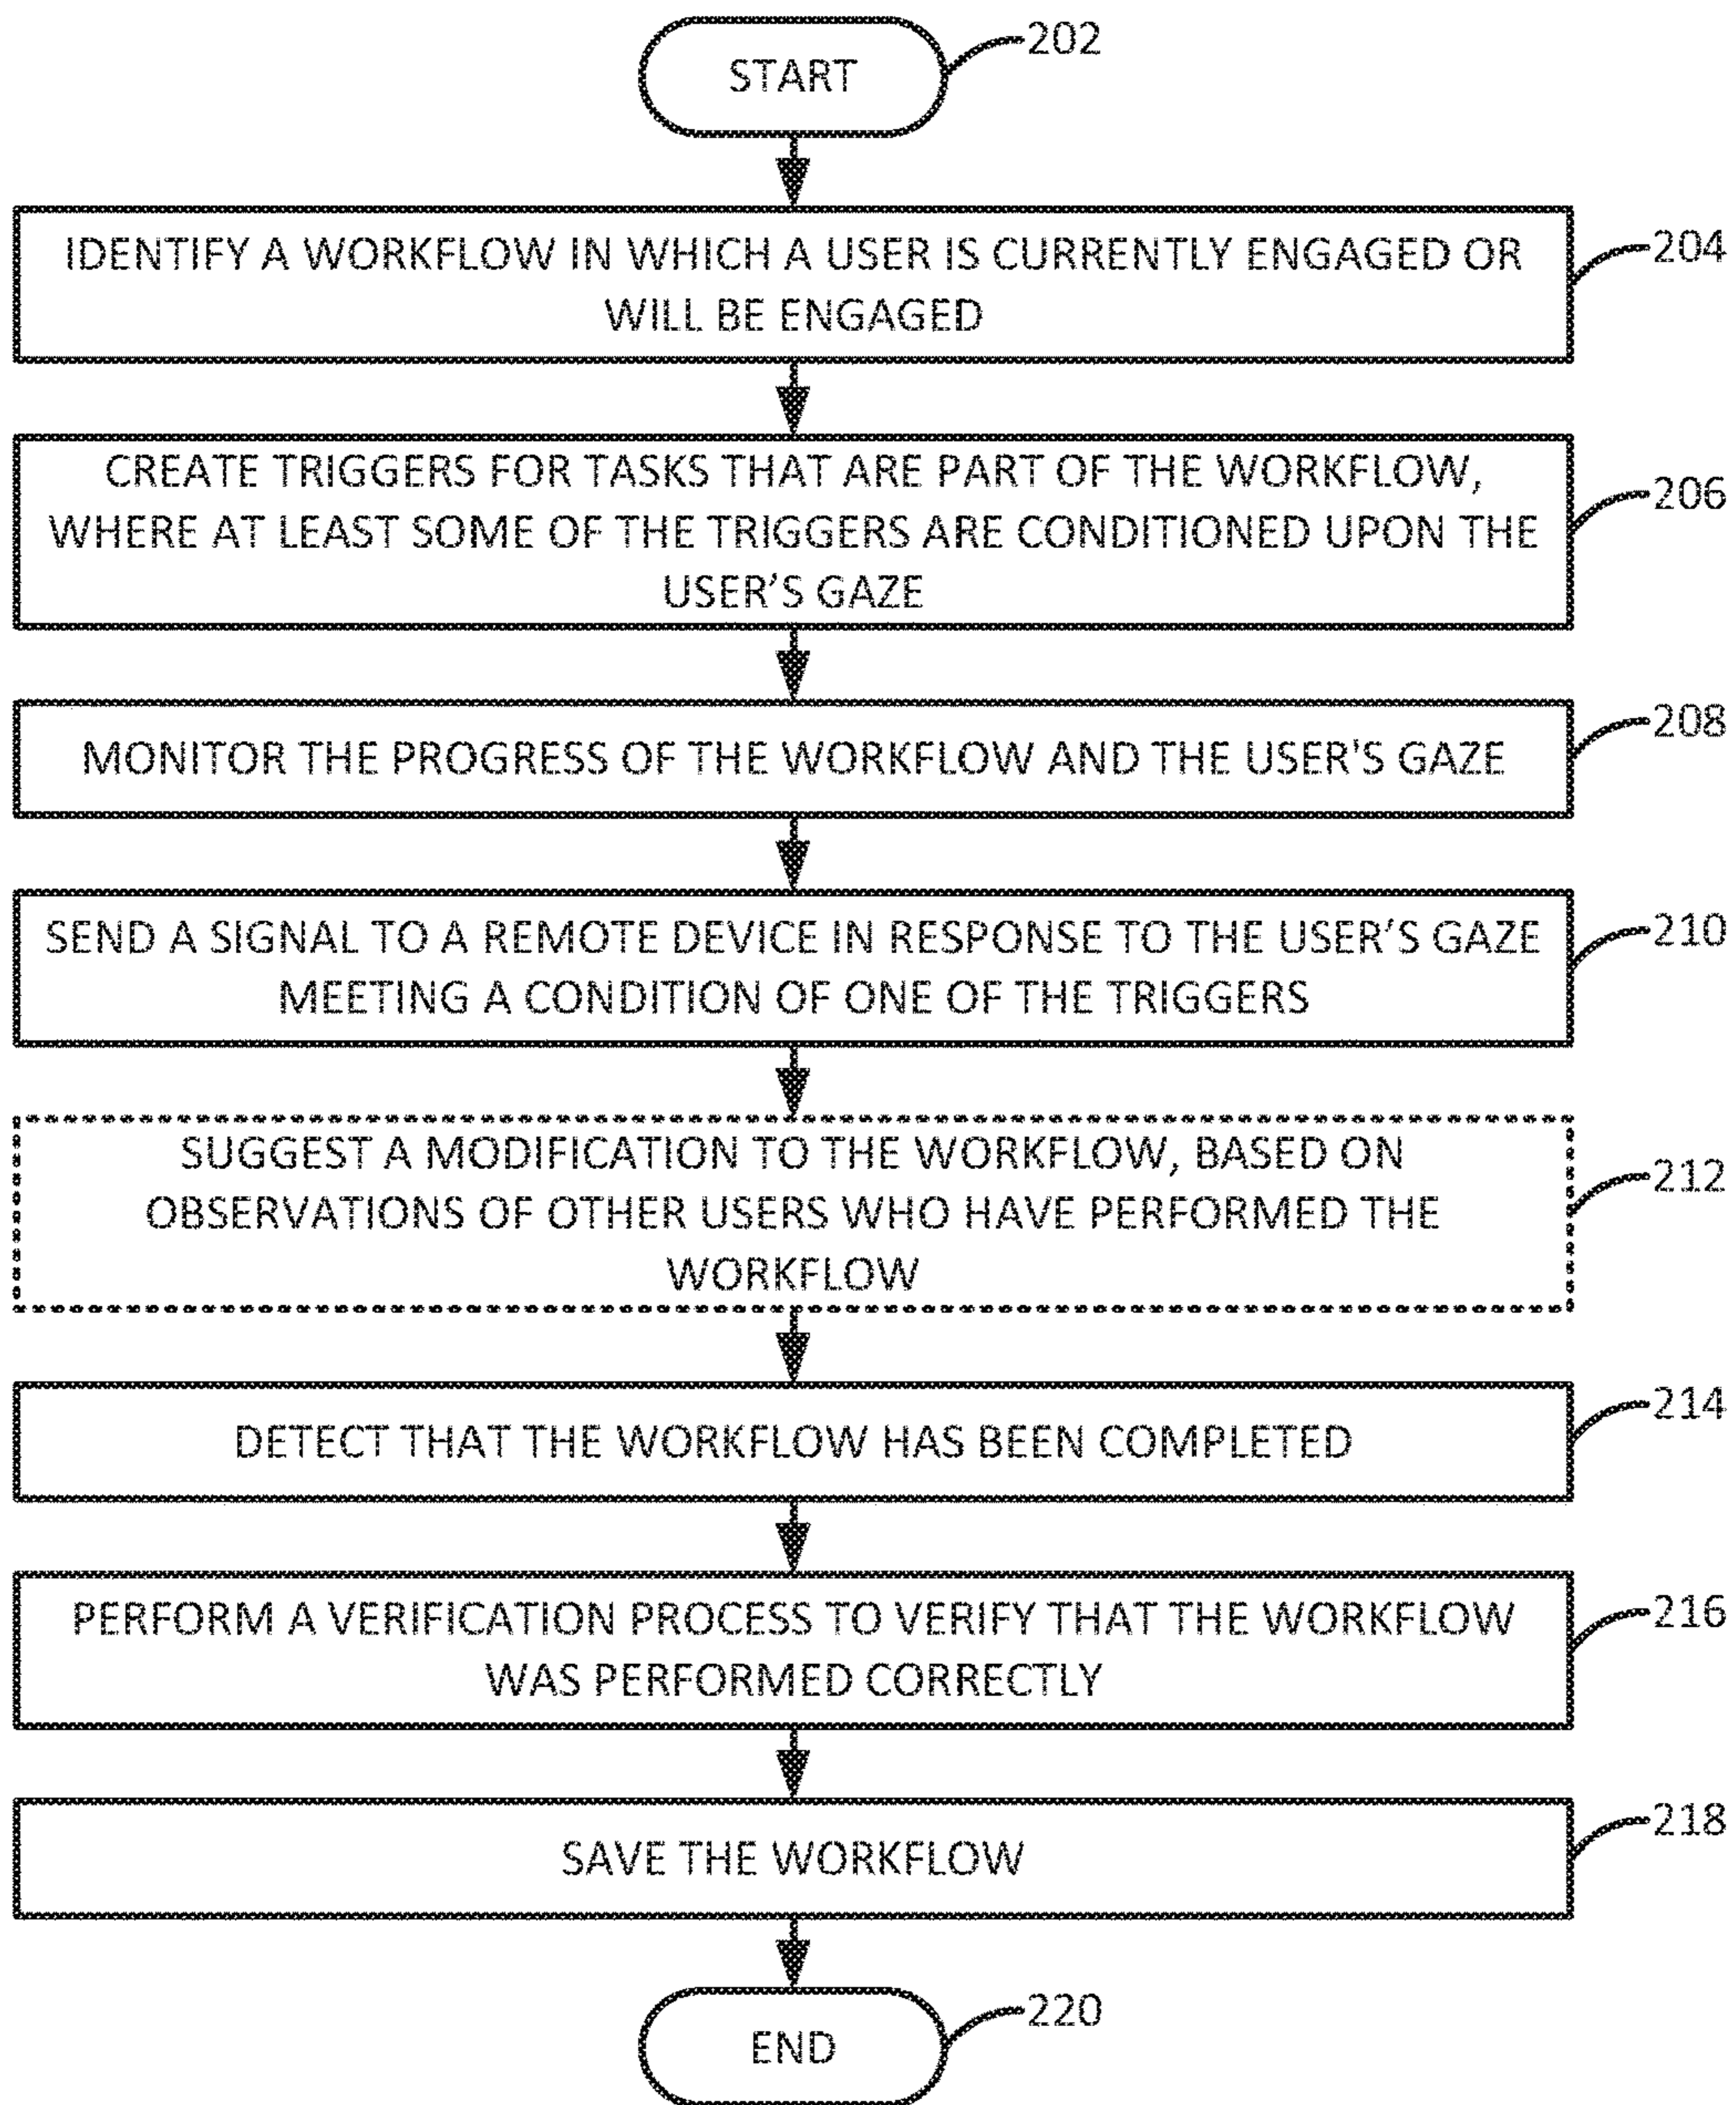 START
202
IDENTIFY A WORKFLOW IN WHICH A USER IS CURRENTLY ENGAGED OR
WILL BE ENGAGED
204
CREATE TRIGGERS FOR TASKS THAT ARE PART OF THE WORKFLOW,
WHERE AT LEAST SOME OF THE TRIGGERS ARE CONDITIONED UPON THE
USER’S GAZE
206
MONITOR THE PROGRESS OF THE WORKFLOW AND THE USER'S GAZE
208
SEND A SIGNAL TO A REMOTE DEVICE IN RESPONSE TO THE USER’S GAZE
MEETING A CONDITION OF ONE OF THE TRIGGERS
210
SUGGEST A MODIFICATION TO THE WORKFLOW, BASED ON
OBSERVATIONS OF OTHER USERS WHO HAVE PERFORMED THE
WORKFLOW
212
DETECT THAT THE WORKFLOW HAS BEEN COMPLETED
214
PERFORM A VERIFICATION PROCESS TO VERIFY THAT THE WORKFLOW
WAS PERFORMED CORRECTLY
216
SAVE THE WORKFLOW
218
END
220